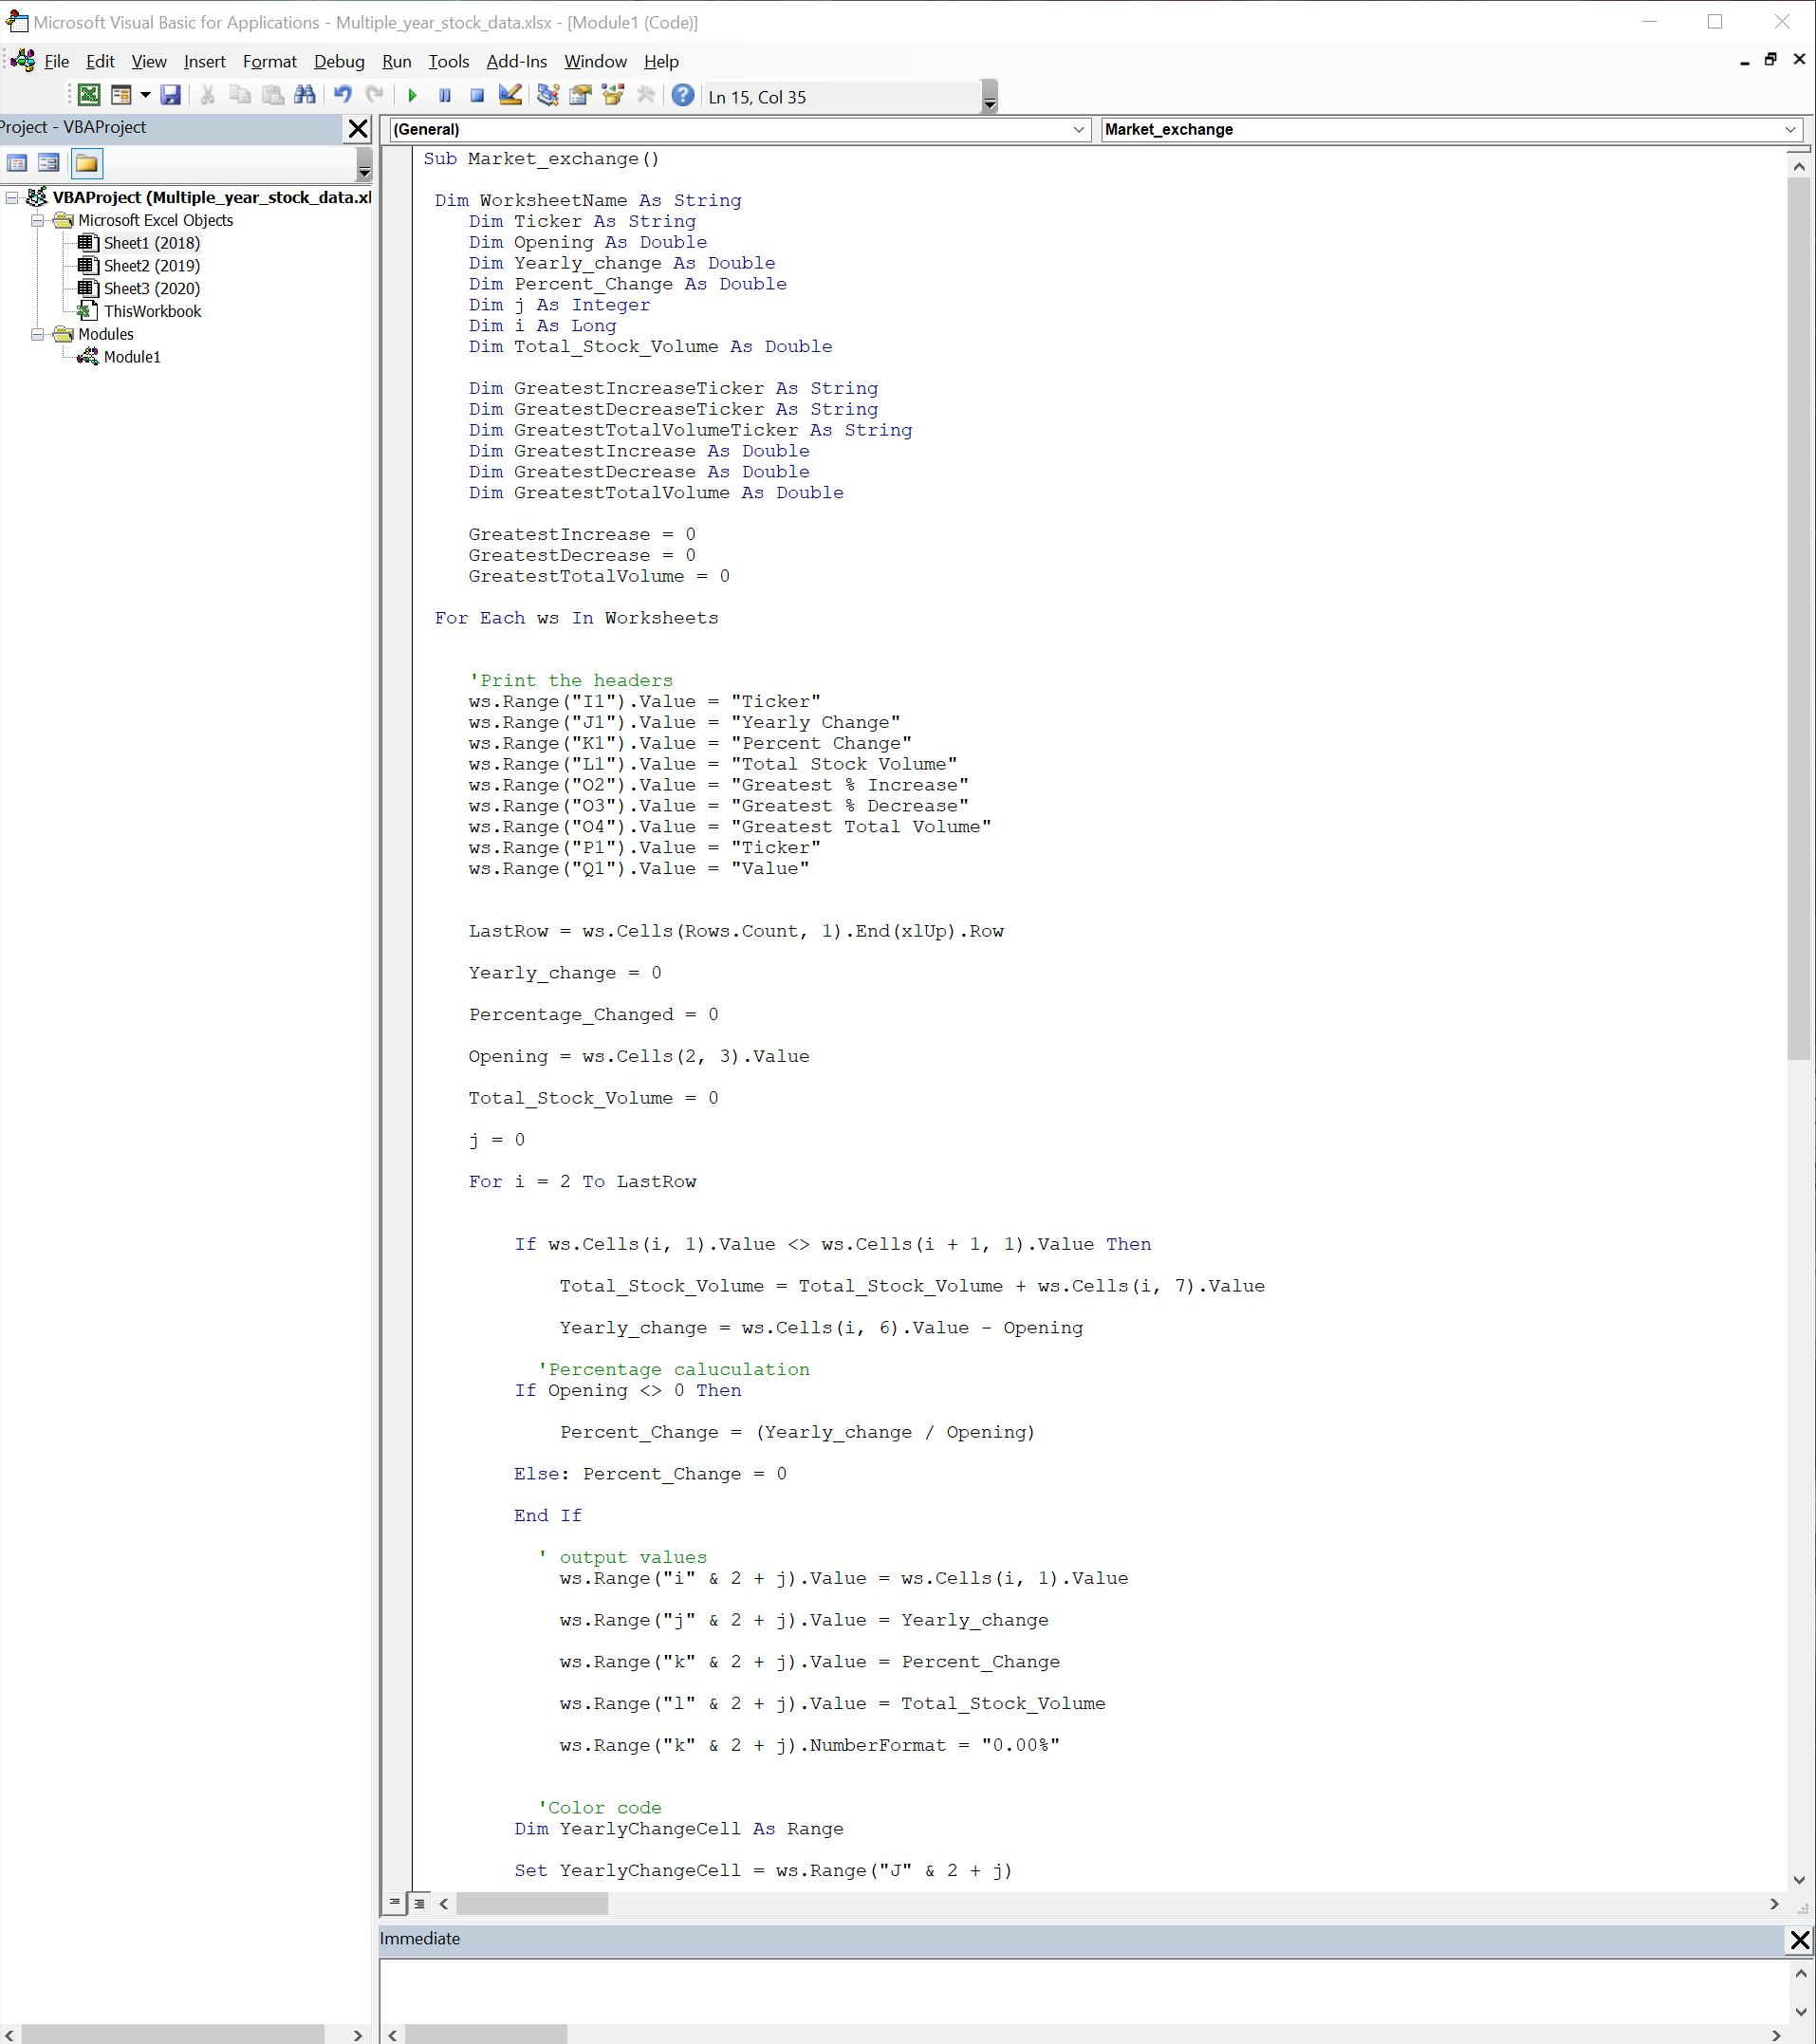 Microsoft Visual Basic for Applications - Multiple_year_stock_data.xlsx - [Module1 (Code)]
File Edit View Insert Format Debug Run Tools Add-Ins Window Help
Ln 15, Col 35
Project - VBAProject
VBAProject (Multiple_year_stock_data.xl
Microsoft Excel Objects
Sheet1 (2018)
Sheet2 (2019)
Sheet3 (2020)
ThisWorkbook
Modules
Module1
(General) Market_exchange
Sub Market_exchange()
Dim WorksheetName As String
Dim Ticker As String
Dim Opening As Double
Dim Yearly_change As Double
Dim Percent_Change As Double
Dim j As Integer
Dim i As Long
Dim Total_Stock_Volume As Double
Dim GreatestIncreaseTicker As String
Dim GreatestDecreaseTicker As String
Dim GreatestTotalVolumeTicker As String
Dim GreatestIncrease As Double
Dim GreatestDecrease As Double
Dim GreatestTotalVolume As Double
GreatestIncrease = 0
GreatestDecrease = 0
GreatestTotalVolume = 0
For Each ws In Worksheets
'Print the headers
ws.Range("I1").Value = "Ticker"
ws.Range("J1").Value = "Yearly Change"
ws.Range("K1").Value = "Percent Change"
ws.Range("L1").Value = "Total Stock Volume"
ws.Range("O2").Value = "Greatest % Increase"
ws.Range("O3").Value = "Greatest % Decrease"
ws.Range("O4").Value = "Greatest Total Volume"
ws.Range("P1").Value = "Ticker"
ws.Range("Q1").Value = "Value"
LastRow = ws.Cells(Rows.Count, 1).End(xlUp).Row
Yearly_change = 0
Percentage_Changed = 0
Opening = ws.Cells(2, 3).Value
Total_Stock_Volume = 0
j = 0
For i = 2 To LastRow
If ws.Cells(i, 1).Value <> ws.Cells(i + 1, 1).Value Then
Total_Stock_Volume = Total_Stock_Volume + ws.Cells(i, 7).Value
Yearly_change = ws.Cells(i, 6).Value - Opening
'Percentage caluculation
If Opening <> 0 Then
Percent_Change = (Yearly_change / Opening)
Else: Percent_Change = 0
End If
' output values
ws.Range("i" & 2 + j).Value = ws.Cells(i, 1).Value
ws.Range("j" & 2 + j).Value = Yearly_change
ws.Range("k" & 2 + j).Value = Percent_Change
ws.Range("l" & 2 + j).Value = Total_Stock_Volume
ws.Range("k" & 2 + j).NumberFormat = "0.00%"
'Color code
Dim YearlyChangeCell As Range
Set YearlyChangeCell = ws.Range("J" & 2 + j)
Immediate